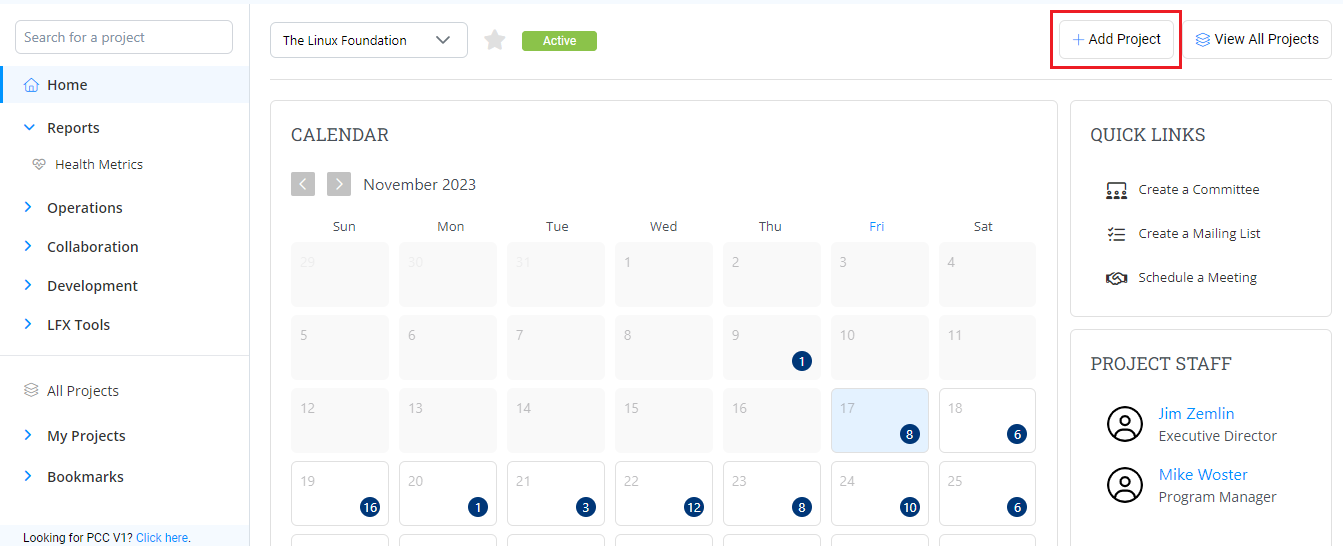 Search for a project
Home
Reports
Health Metrics
Operations
Collaboration
Development
LFX Tools
All Projects
My Projects
Bookmarks
Looking for PCC V1? Click here.
The Linux Foundation
Active
+ Add Project
View All Projects
CALENDAR
November 2023
Sun Mon Tue Wed Thu Fri Sat
29 30 31 1 2 3 4
5 6 7 8 9 10 11
1
12 13 14 15 16 17 18
8 6
19 20 21 22 23 24 25
16 1 3 12 8 10 6
QUICK LINKS
Create a Committee
Create a Mailing List
Schedule a Meeting
PROJECT STAFF
Jim Zemlin
Executive Director
Mike Woster
Program Manager